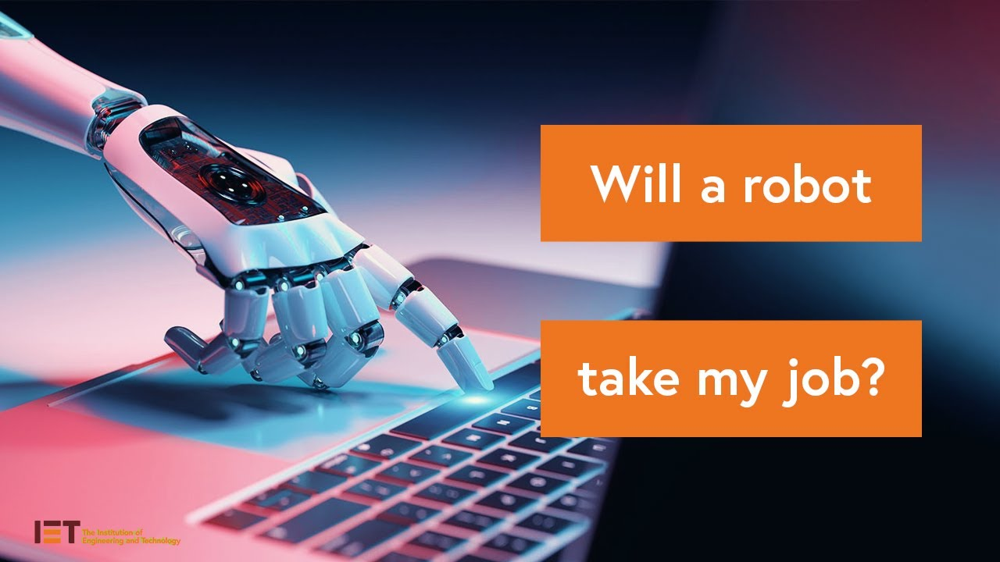 Will a robot
take my job?
IET
The Institution of
Engineering and Technology